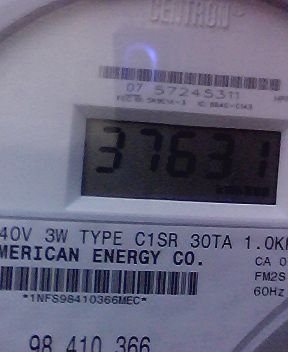 CENTRON
07 57245311
37631
40V 3W TYPE C1SR 30TA 1.0K
MERICAN ENERGY CO.
CA 0
FM2S
60Hz
*1NFS98410366MEC*
98 410 366